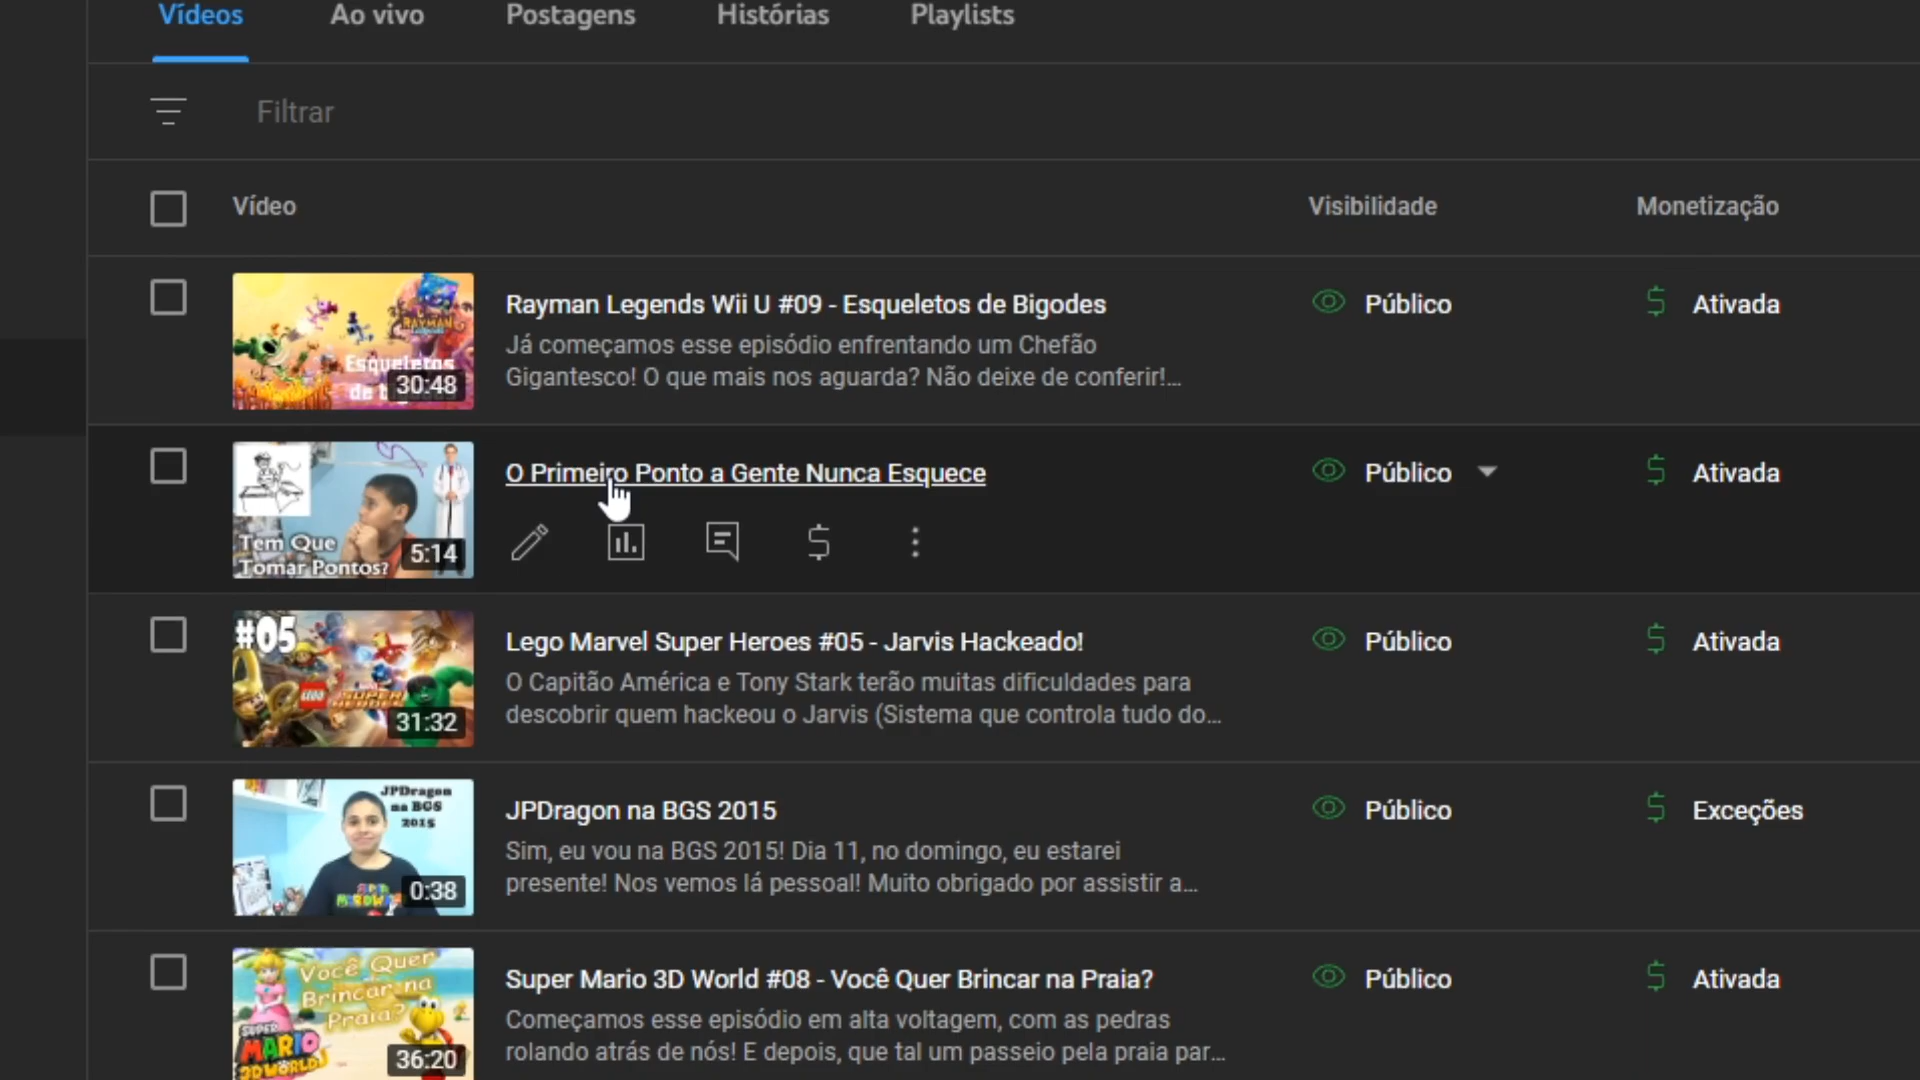 Vídeos
Ao vivo
Postagens
Histórias
Playlists
Filtrar
Vídeo
Visibilidade
Monetização
RAYMAN
Esqueletos
30:48
Rayman Legends Wii U #09 - Esqueletos de Bigodes
Já começamos esse episódio enfrentando um Chefão
Gigantesco! O que mais nos aguarda? Não deixe de conferir!...
Público
Ativada
Tem Que
Tomar Pontos?
5:14
O Primeiro Ponto a Gente Nunca Esquece
Público
Ativada
#05
LEGO
31:32
Lego Marvel Super Heroes #05 - Jarvis Hackeado!
O Capitão América e Tony Stark terão muitas dificuldades para
descobrir quem hackeou o Jarvis (Sistema que controla tudo do...
Público
Ativada
JPDragon
na BGS
2015
0:38
JPDragon na BGS 2015
Sim, eu vou na BGS 2015! Dia 11, no domingo, eu estarei
presente! Nos vemos lá pessoal! Muito obrigado por assistir a...
Público
Exceções
Você Quer
Brincar na
Praia?
SUPER
MARIO
3D WORLD
36:20
Super Mario 3D World #08 - Você Quer Brincar na Praia?
Começamos esse episódio em alta voltagem, com as pedras
rolando atrás de nós! E depois, que tal um passeio pela praia par...
Público
Ativada